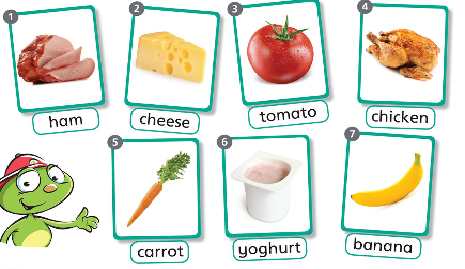 1
ham
2
cheese
3
tomato
4
chicken
5
carrot
6
yoghurt
7
banana